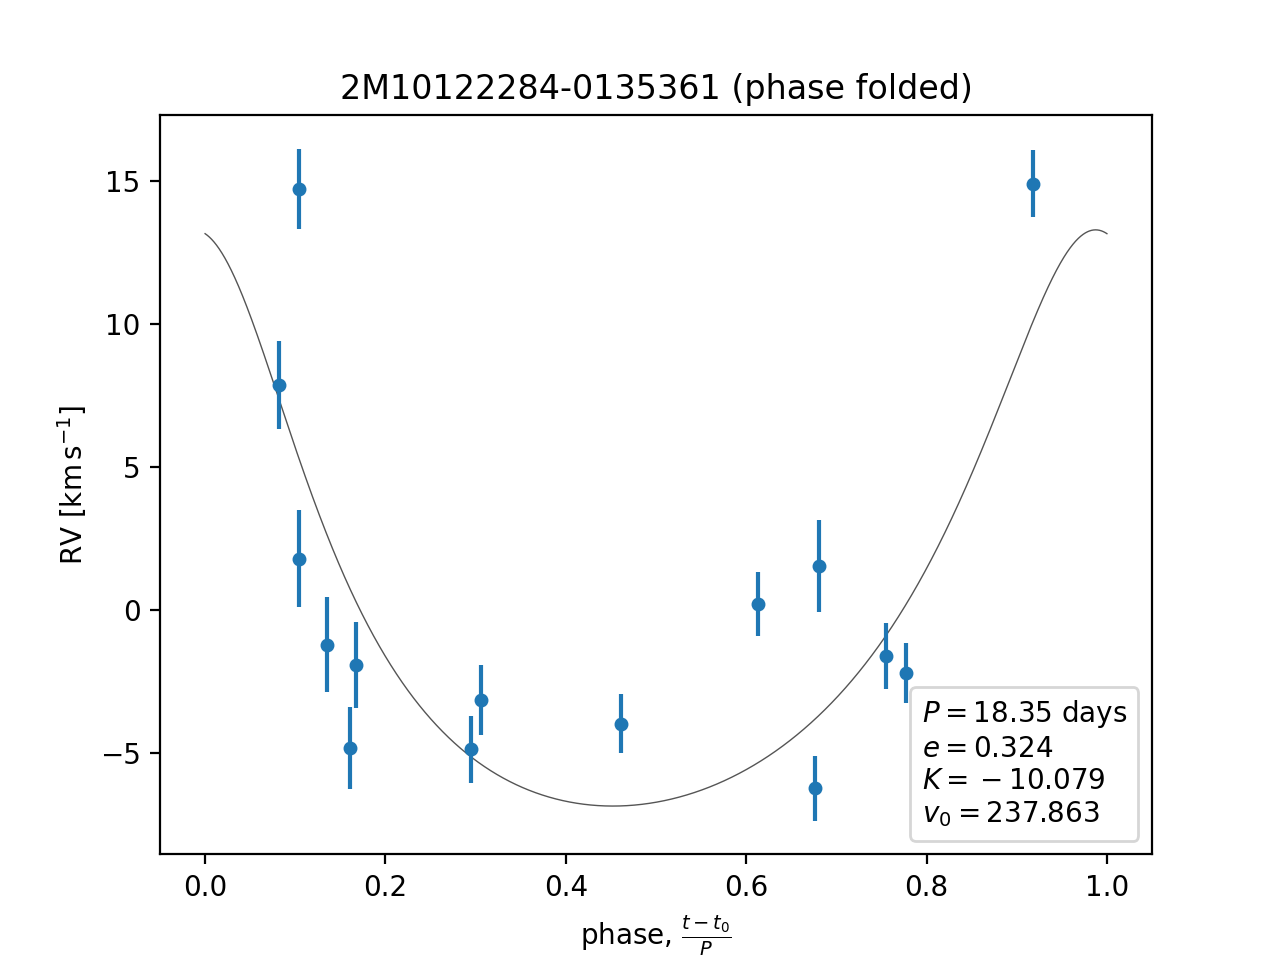 2M10122284-0135361 (phase folded)
RV [km s⁻¹]
15
10
5
0
−5
0.0 0.2 0.4 0.6 0.8 1.0
phase, (t − t₀)/P
P = 18.35 days
e = 0.324
K = − 10.079
v₀ = 237.863